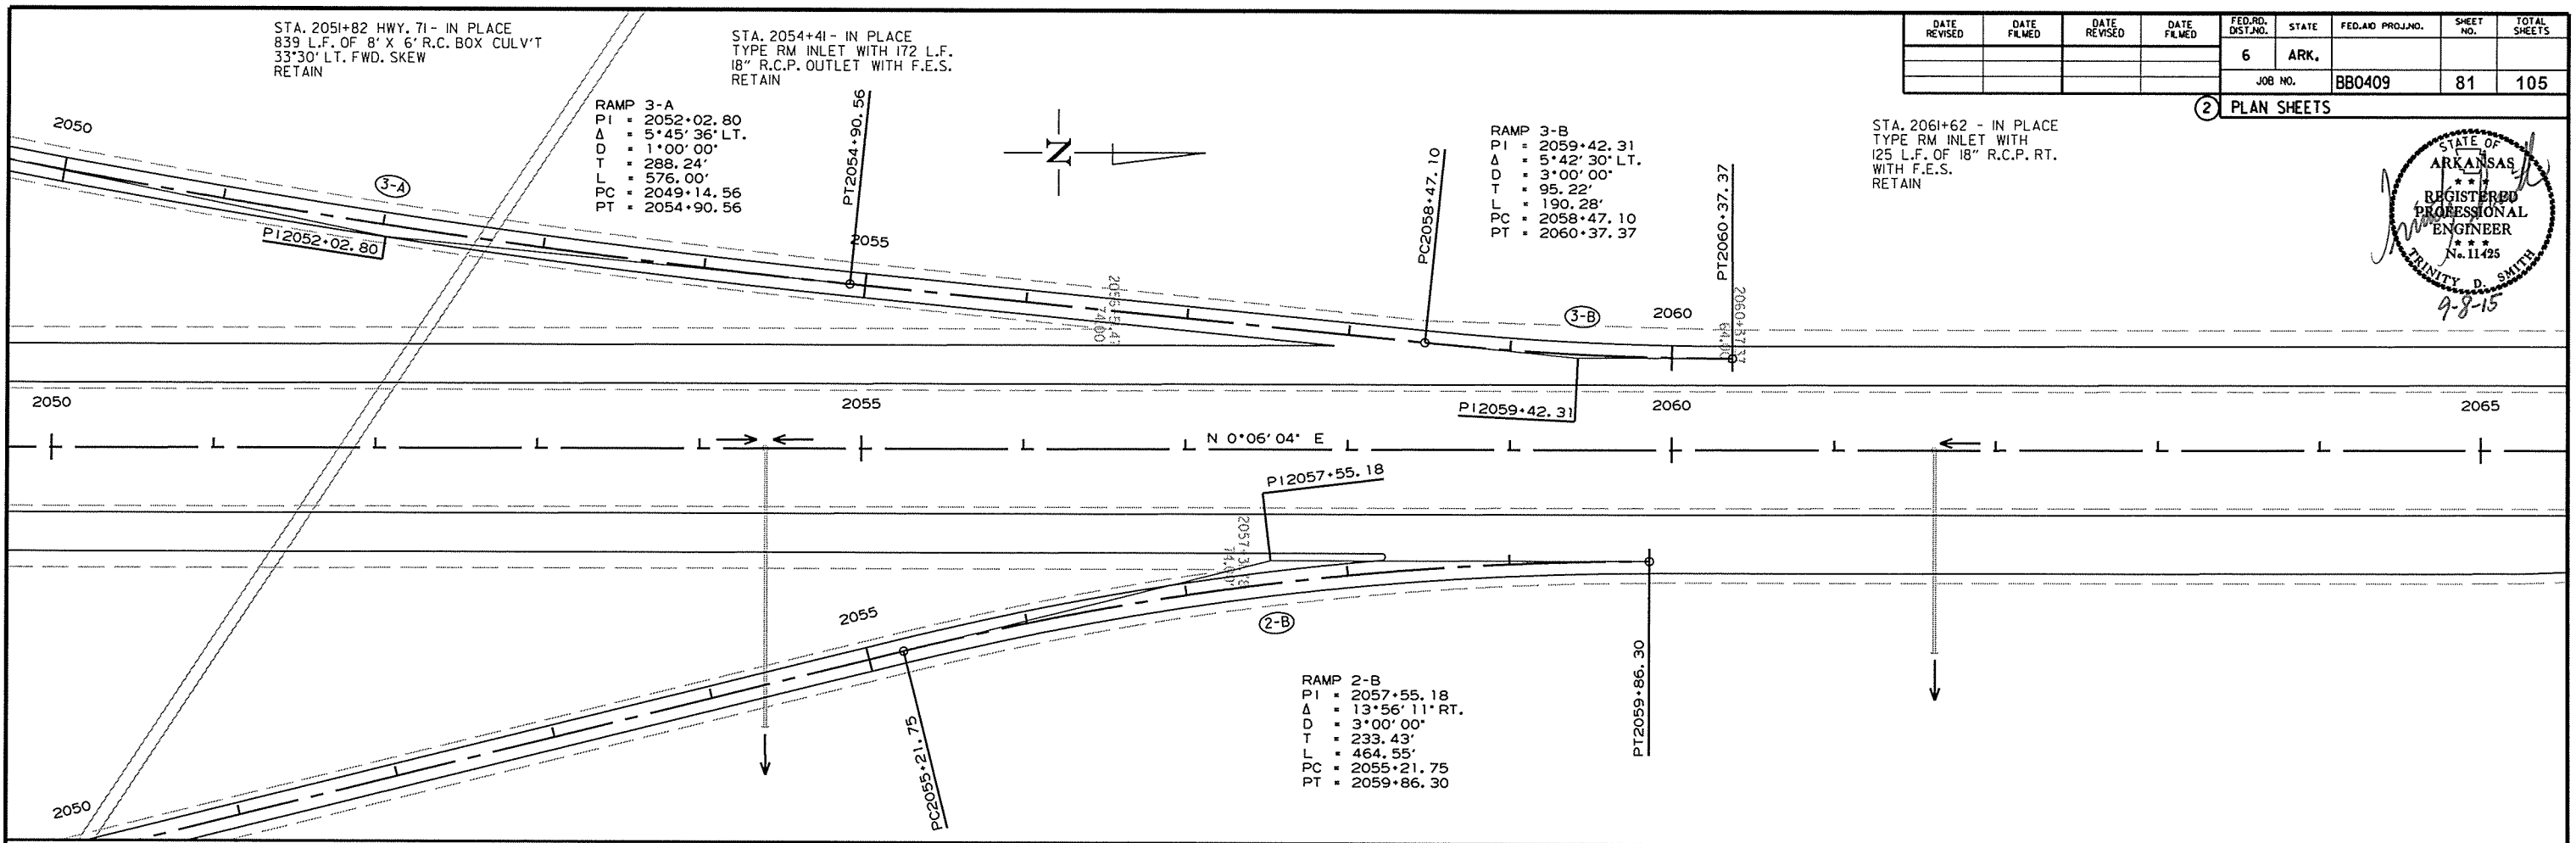 STA. 2051+82 HWY. 71 - IN PLACE
839 L.F. OF 8' X 6' R.C. BOX CULV'T
33°30' LT. FWD. SKEW
RETAIN
STA. 2054+41 - IN PLACE
TYPE RM INLET WITH 172 L.F.
18" R.C.P. OUTLET WITH F.E.S.
RETAIN
DATE REVISED
DATE FILMED
DATE REVISED
DATE FILMED
FED.RD. DIST.NO.
STATE
FED.AID PROJ.NO.
SHEET NO.
TOTAL SHEETS
6 ARK.
JOB NO. BB0409 81 105
2 PLAN SHEETS
STA. 2061+62 - IN PLACE
TYPE RM INLET WITH
125 L.F. OF 18" R.C.P. RT.
WITH F.E.S.
RETAIN
STATE OF
ARKANSAS
★ ★ ★
REGISTERED
PROFESSIONAL
ENGINEER
★ ★ ★
No. 11425
TRINITY D. SMITH
9-8-15
RAMP 3-A
PI = 2052+02.80
Δ = 5°45'36" LT.
D = 1°00'00"
T = 288.24'
L = 576.00'
PC = 2049+14.56
PT = 2054+90.56
PT2054+90.56
N
RAMP 3-B
PI = 2059+42.31
Δ = 5°42'30" LT.
D = 3°00'00"
T = 95.22'
L = 190.28'
PC = 2058+47.10
PT = 2060+37.37
PC2058+47.10
PT2060+37.37
2050
3-A
PI2052+02.80
2055
74.00
3-B
2060
2060+37.37
PI2059+42.31
2050
2055
2060
2065
N 0°06'04" E
PI2057+55.18
2055
2-B
2050
PC2055+21.75
RAMP 2-B
PI = 2057+55.18
Δ = 13°56'11" RT.
D = 3°00'00"
T = 233.43'
L = 464.55'
PC = 2055+21.75
PT = 2059+86.30
PT2059+86.30